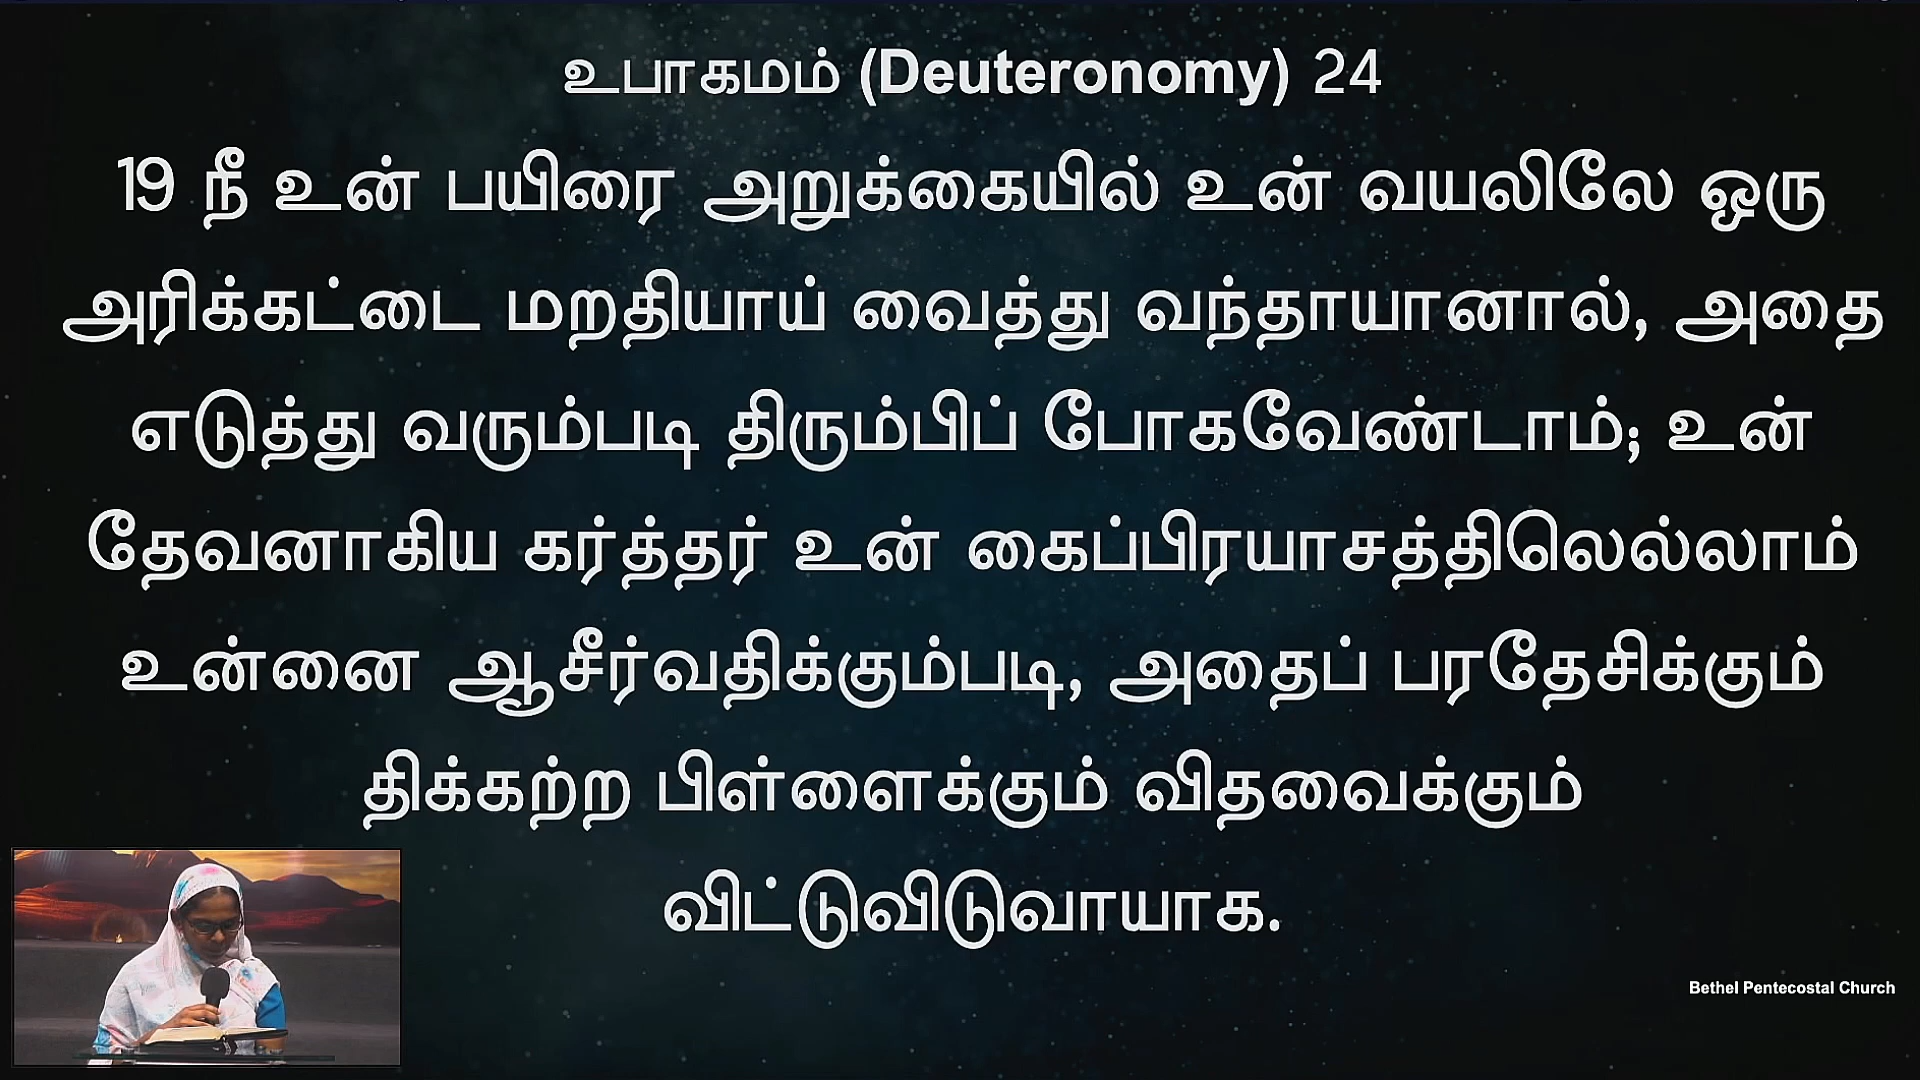 உபாகமம் (Deuteronomy) 24
19 நீ உன் பயிரை அறுக்கையில் உன் வயலிலே ஒரு
அரிக்கட்டை மறதியாய் வைத்து வந்தாயானால், அதை
எடுத்து வரும்படி திரும்பிப் போகவேண்டாம்; உன்
தேவனாகிய கர்த்தர் உன் கைப்பிரயாசத்திலெல்லாம்
உன்னை ஆசீர்வதிக்கும்படி, அதைப் பரதேசிக்கும்
திக்கற்ற பிள்ளைக்கும் விதவைக்கும்
விட்டுவிடுவாயாக.
Bethel Pentecostal Church